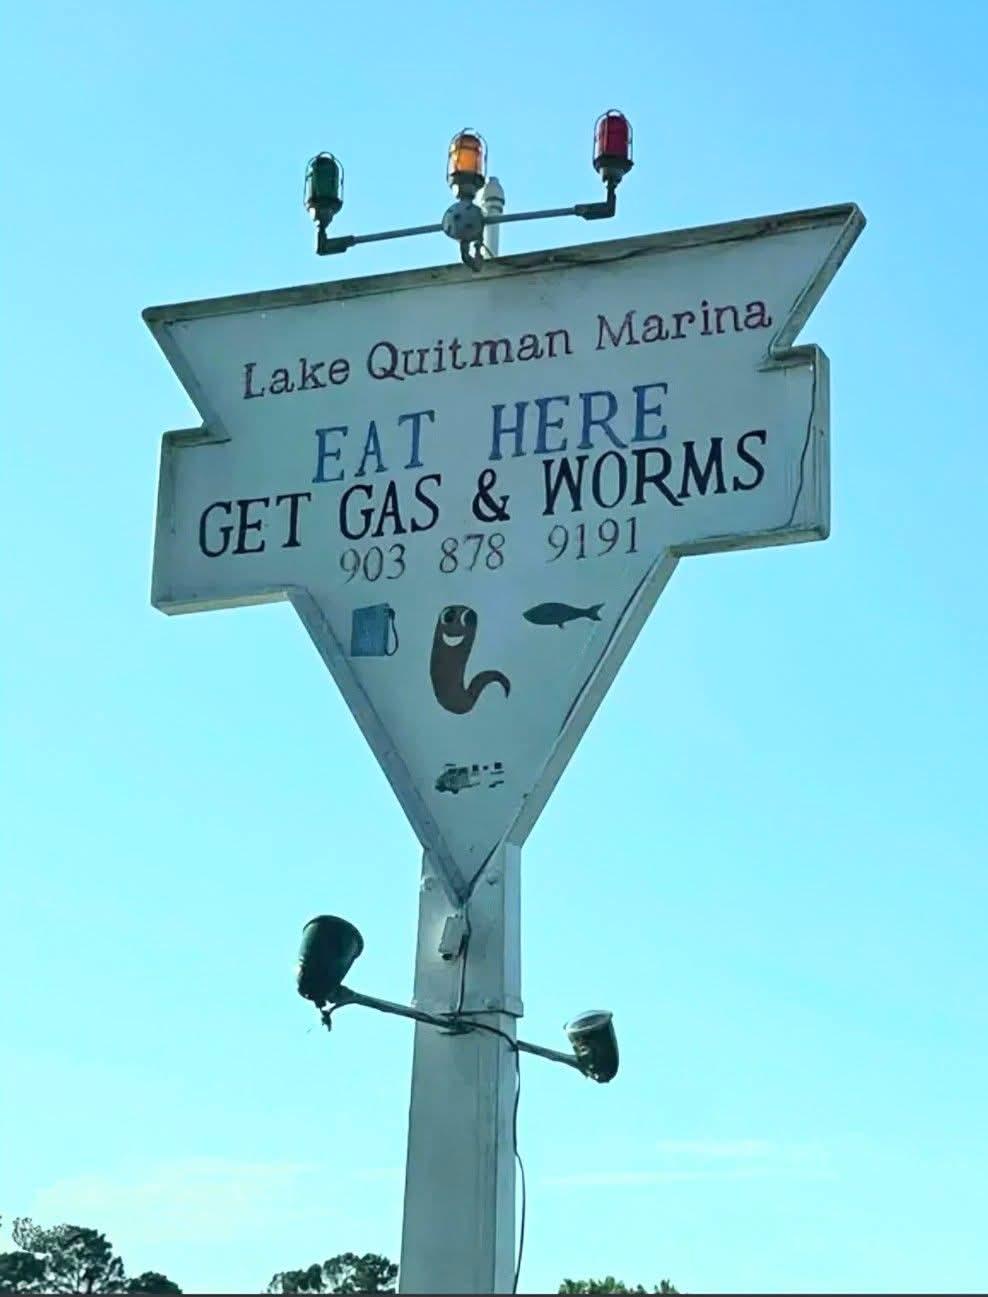 Lake Quitman Marina
EAT HERE
GET GAS & WORMS
903 878 9191